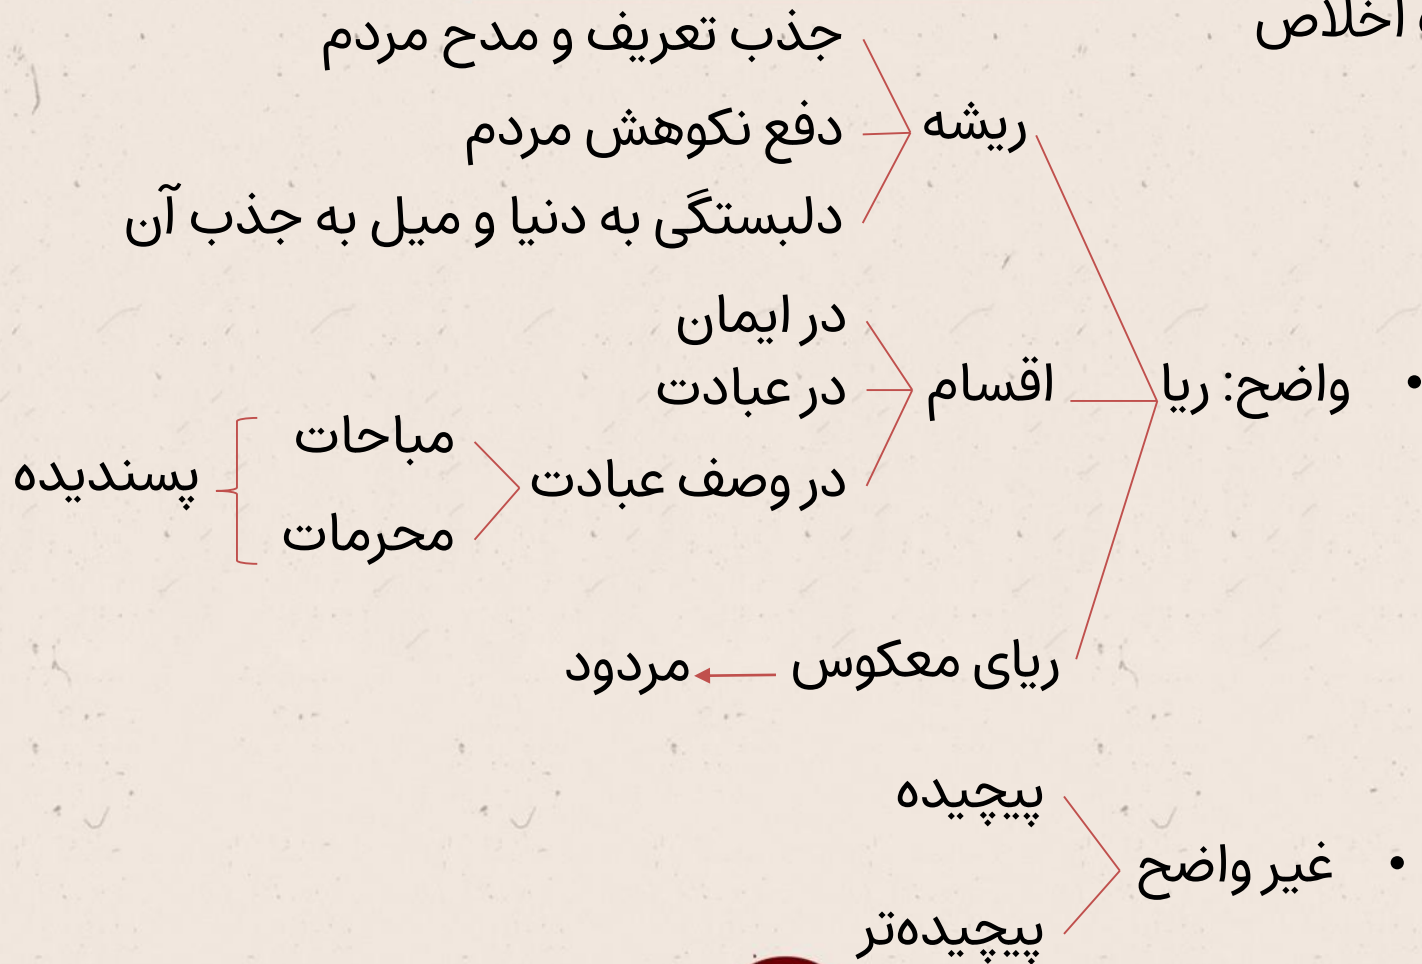 اخلاص
جذب تعریف و مدح مردم
ریشه
دفع نکوهش مردم
دلبستگی به دنیا و میل به جذب آن
• واضح: ریا
اقسام
در ایمان
در عبادت
در وصف عبادت
مباحات
محرمات
پسندیده
ریای معکوس
مردود
• غیر واضح
پیچیده
پیچیده‌تر